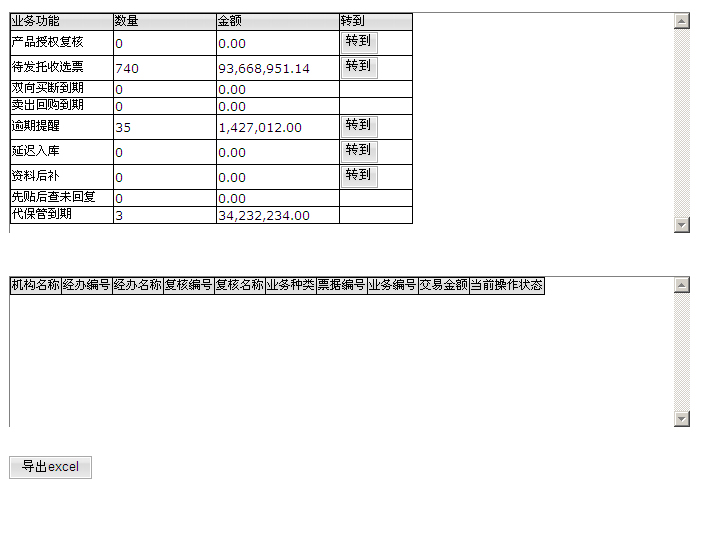 业务功能 数量 金额 转到
产品授权复核 0 0.00 转到
待发托收选票 740 93,668,951.14 转到
双向买断到期 0 0.00
卖出回购到期 0 0.00
逾期提醒 35 1,427,012.00 转到
延迟入库 0 0.00 转到
资料后补 0 0.00 转到
先贴后查未回复 0 0.00
代保管到期 3 34,232,234.00
机构名称 经办编号 经办名称 复核编号 复核名称 业务种类 票据编号 业务编号 交易金额 当前操作状态
导出excel